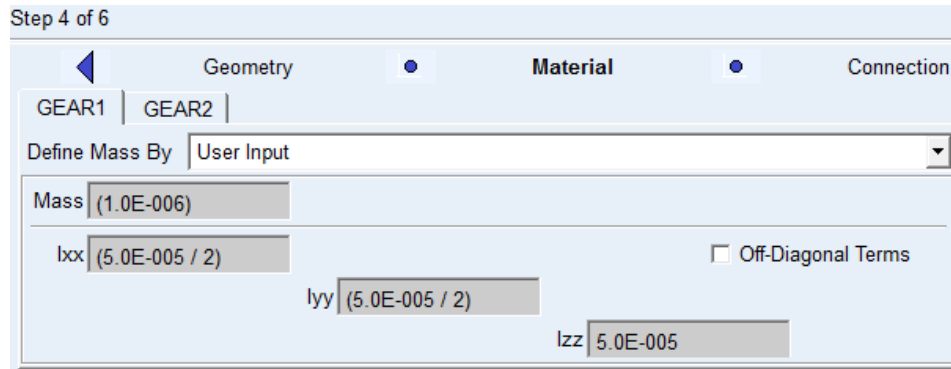 Step 4 of 6
Geometry Material Connection
GEAR1 GEAR2
Define Mass By User Input
Mass (1.0E-006)
Ixx (5.0E-005 / 2) Off-Diagonal Terms
Iyy (5.0E-005 / 2)
Izz 5.0E-005